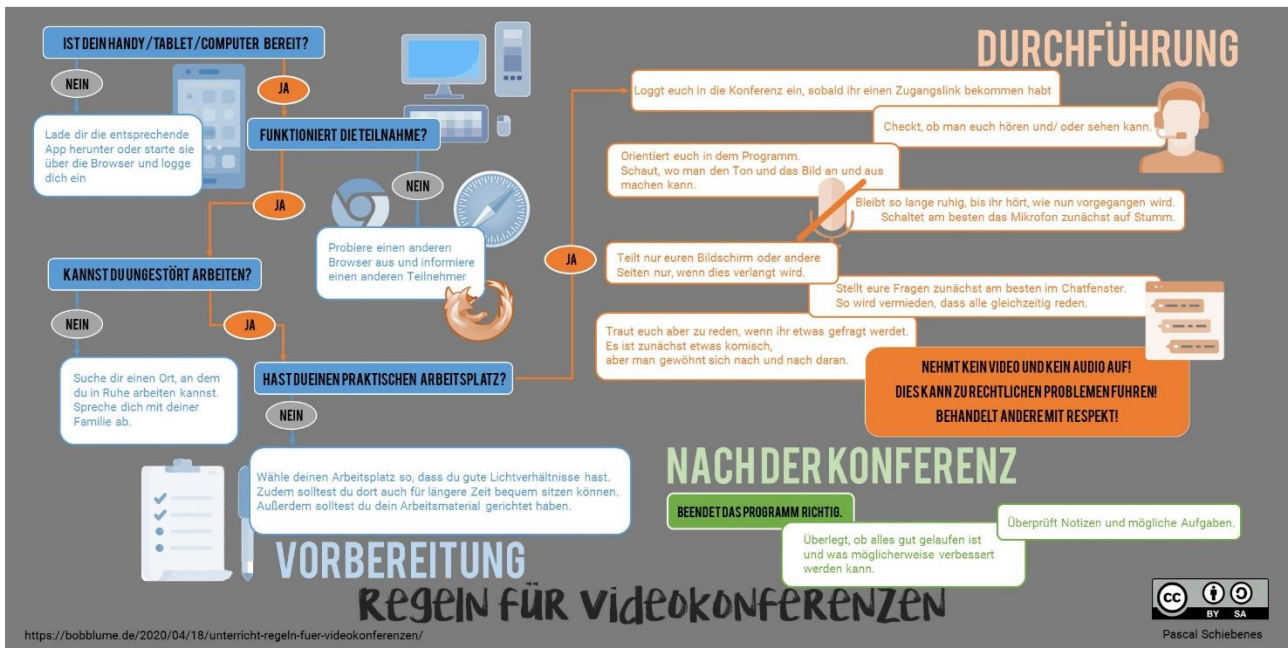 IST DEIN HANDY/TABLET/COMPUTER BEREIT?
NEIN
JA
Lade dir die entsprechende
App herunter oder starte sie
über die Browser und logge
dich ein
FUNKTIONIERT DIE TEILNAHME?
JA
NEIN
Probiere einen anderen
Browser aus und informiere
einen anderen Teilnehmer
KANNST DU UNGESTÖRT ARBEITEN?
NEIN
JA
Suche dir einen Ort, an dem
du in Ruhe arbeiten kannst.
Spreche dich mit deiner
Familie ab.
HAST DU EINEN PRAKTISCHEN ARBEITSPLATZ?
NEIN
JA
Wähle deinen Arbeitsplatz so, dass du gute Lichtverhältnisse hast.
Zudem solltest du dort auch für längere Zeit bequem sitzen können.
Außerdem solltest du dein Arbeitsmaterial gerichtet haben.
VORBEREITUNG
DURCHFÜHRUNG
Loggt euch in die Konferenz ein, sobald ihr einen Zugangslink bekommen habt
Checkt, ob man euch hören und/ oder sehen kann.
Orientiert euch in dem Programm.
Schaut, wo man den Ton und das Bild an und aus
machen kann.
Bleibt so lange ruhig, bis ihr hört, wie nun vorgegangen wird.
Schaltet am besten das Mikrofon zunächst auf Stumm.
Teilt nur euren Bildschirm oder andere
Seiten nur, wenn dies verlangt wird.
Stellt eure Fragen zunächst am besten im Chatfenster.
So wird vermieden, dass alle gleichzeitig reden.
Traut euch aber zu reden, wenn ihr etwas gefragt werdet.
Es ist zunächst etwas komisch,
aber man gewöhnt sich nach und nach daran.
NEHMT KEIN VIDEO UND KEIN AUDIO AUF!
DIES KANN ZU RECHTLICHEN PROBLEMEN FÜHREN!
BEHANDELT ANDERE MIT RESPEKT!
NACH DER KONFERENZ
BEENDET DAS PROGRAMM RICHTIG.
Überlegt, ob alles gut gelaufen ist
und was möglicherweise verbessert
werden kann.
Überprüft Notizen und mögliche Aufgaben.
REGELN FÜR VIDEOKONFERENZEN
https://bobblume.de/2020/04/18/unterricht-regeln-fuer-videokonferenzen/
CC BY SA
Pascal Schiebenes